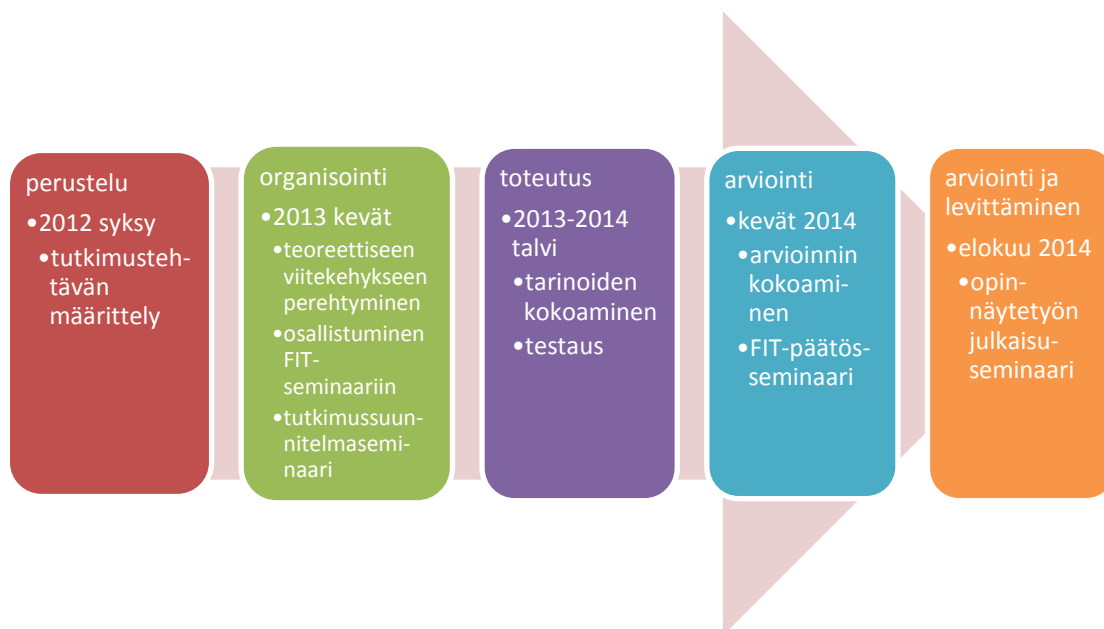 perustelu
•2012 syksy
•tutkimusteh-
tävän
määrittely
organisointi
•2013 kevät
•teoreettiseen
viitekehykseen
perehtyminen
•osallistuminen
FIT-
seminaariin
•tutkimussuun-
nitelmasemi-
naari
toteutus
•2013-2014
talvi
•tarinoiden
kokoaminen
•testaus
arviointi
•kevät 2014
•arvioinnin
kokoami-
nen
•FIT-päätös-
seminaari
arviointi ja
levittäminen
•elokuu 2014
•opin-
näytetyön
julkaisu-
seminaari